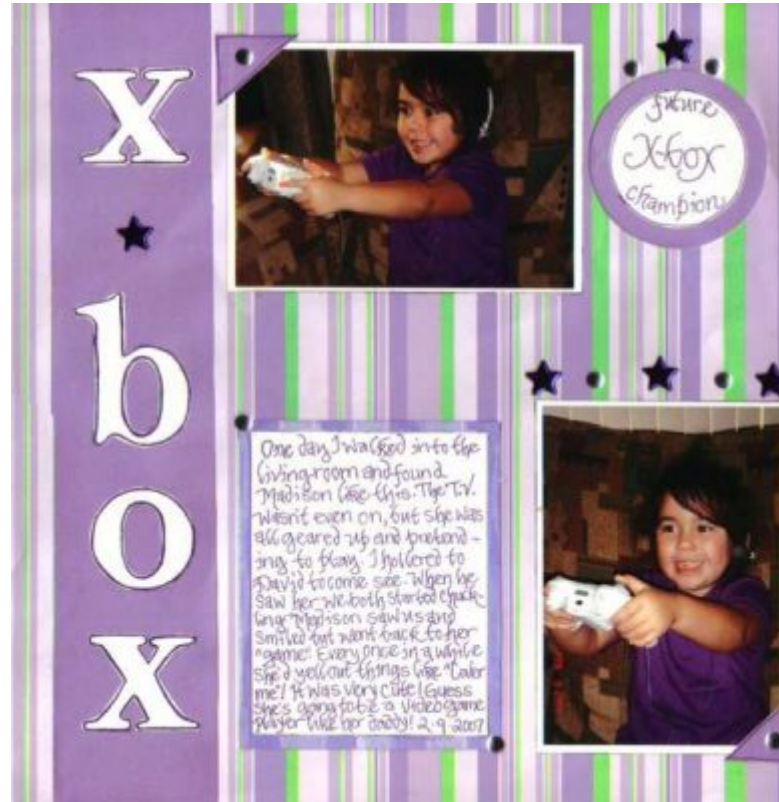 x
b
o
x
future
X-box
champion
One day I walked into the
living room and found
Madison like this. The T.V.
wasn't even on, but she was
all geared up and pretend-
ing to play. I hollered to
David to come see. When he
saw her we both started chuck-
ling. Madison saw us and
smiled but went back to her
"game". Every once in a while
she'd yell out things like "Cover
me"! It was very cute! Guess
she's going to be a video game
player like her daddy! 2.9.2007